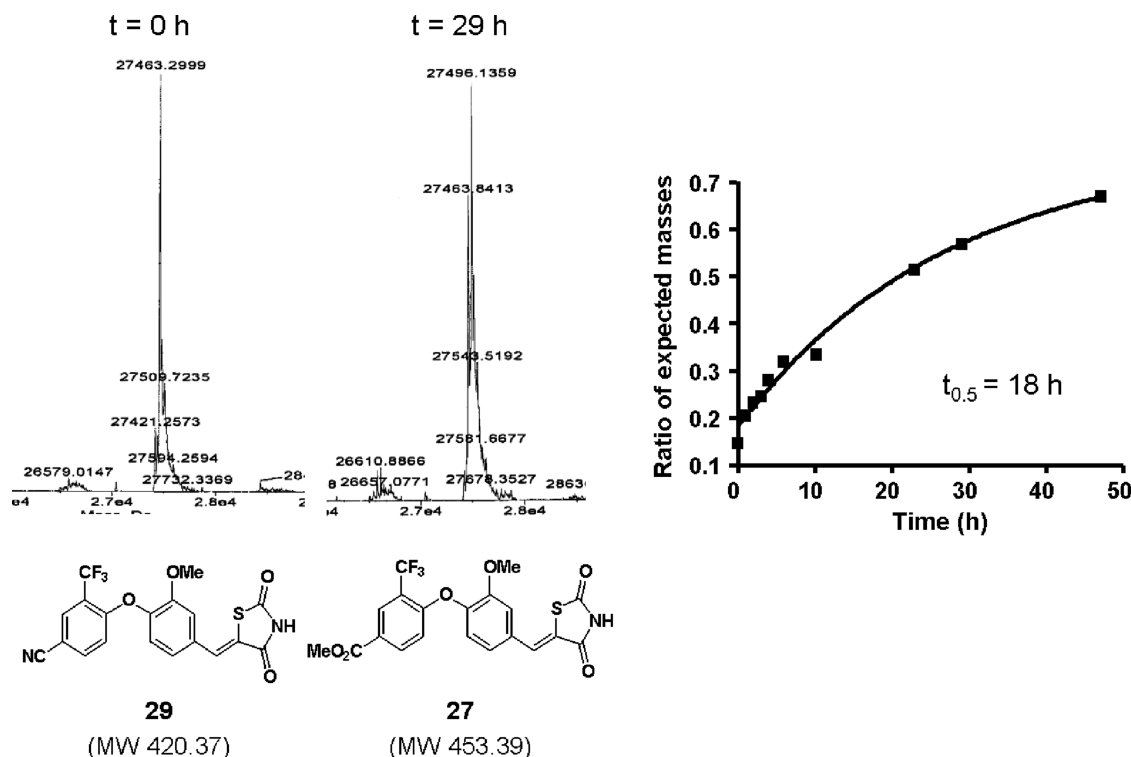 t = 0 h
27463.2999
27509.7235
27421.2573
27594.2594
26579.0147
27732.3369
2.7e4
2.8e4
t = 29 h
27496.1359
27463.8413
27543.5192
27581.6677
26610.8866
26657.0771
27678.3527
2.7e4
2.8e4
Ratio of expected masses
0.7
0.6
0.5
0.4
0.3
0.2
0.1
t0.5 = 18 h
0 10 20 30 40 50
Time (h)
CF3
OMe
O
O
S
NH
NC
O
29
(MW 420.37)
CF3
OMe
O
O
S
NH
MeO2C
O
27
(MW 453.39)